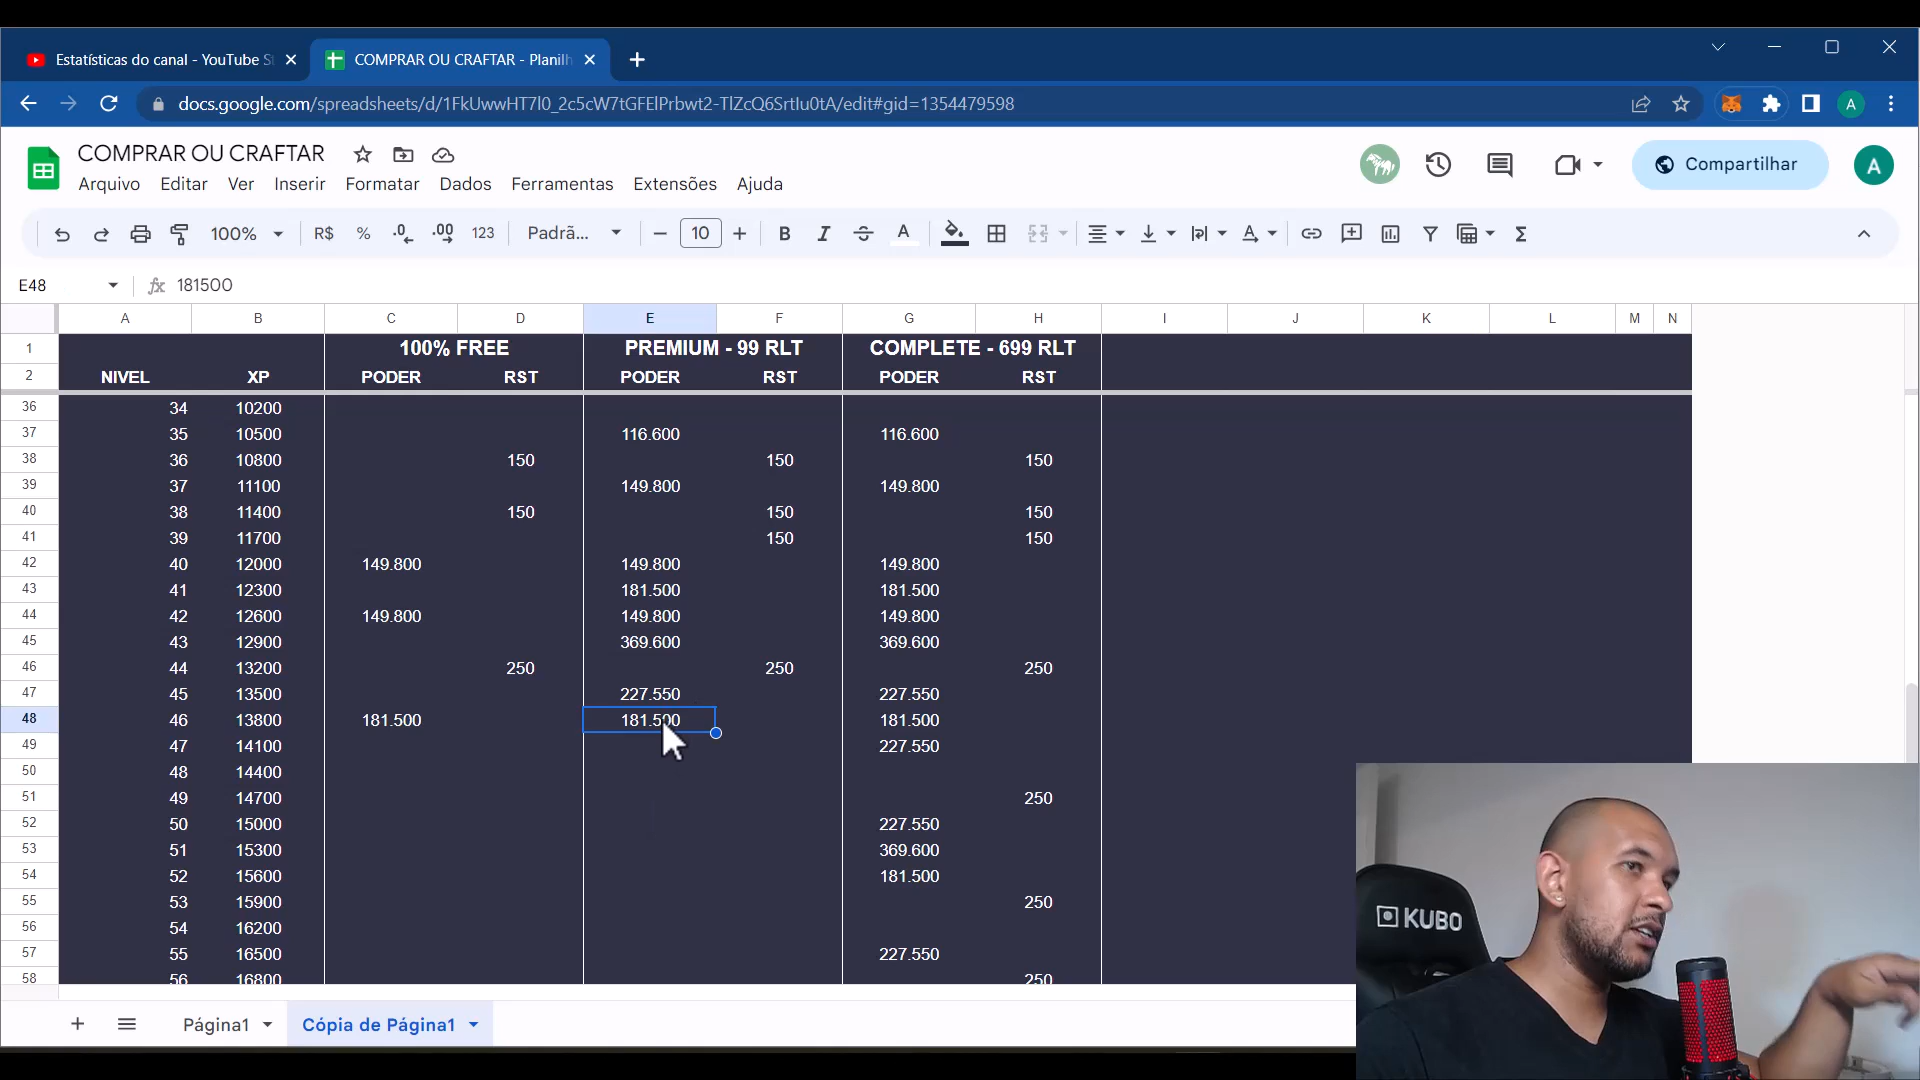 Estatísticas do canal - YouTube S
COMPRAR OU CRAFTAR - Planilh
docs.google.com/spreadsheets/d/1FkUwwHT7l0_2c5cW7tGFElPrbwt2-TlZcQ6SrtIu0tA/edit#gid=1354479598
A
COMPRAR OU CRAFTAR
Arquivo Editar Ver Inserir Formatar Dados Ferramentas Extensões Ajuda
Compartilhar
A
100% R$ % .0 .00 123 Padrã... 10 B I S A A Σ
E48 fx 181500
A B C D E F G H I J K L M N
1 100% FREE PREMIUM - 99 RLT COMPLETE - 699 RLT
2 NIVEL XP PODER RST PODER RST PODER RST
36 34 10200
37 35 10500 116.600 116.600
38 36 10800 150 150 150
39 37 11100 149.800 149.800
40 38 11400 150 150 150
41 39 11700 150 150
42 40 12000 149.800 149.800 149.800
43 41 12300 181.500 181.500
44 42 12600 149.800 149.800 149.800
45 43 12900 369.600 369.600
46 44 13200 250 250 250
47 45 13500 227.550 227.550
48 46 13800 181.500 181.500 181.500
49 47 14100 227.550
50 48 14400
51 49 14700 250
52 50 15000 227.550
53 51 15300 369.600
54 52 15600 181.500
55 53 15900 250
56 54 16200
57 55 16500 227.550
58 56 16800 250
KUBO
Página1 Cópia de Página1